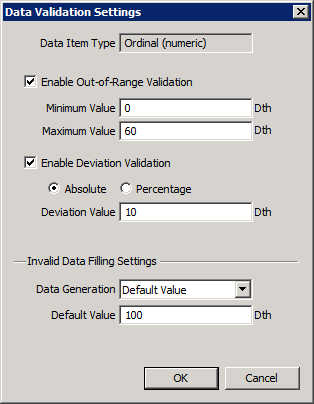 Data Validation Settings
Data Item Type Ordinal (numeric)
Enable Out-of-Range Validation
Minimum Value 0 Dth
Maximum Value 60 Dth
Enable Deviation Validation
Absolute Percentage
Deviation Value 10 Dth
Invalid Data Filling Settings
Data Generation Default Value
Default Value 100 Dth
OK Cancel